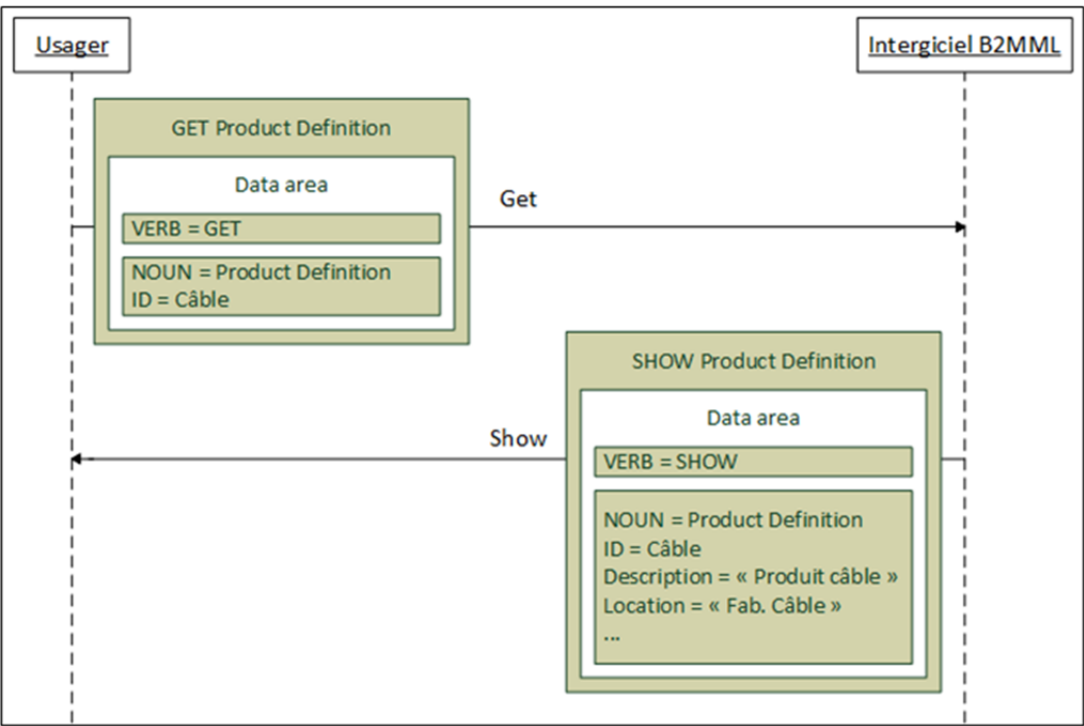 Usager
Intergiciel B2MML
GET Product Definition
Data area
VERB = GET
NOUN = Product Definition
ID = Câble
Get
SHOW Product Definition
Data area
VERB = SHOW
NOUN = Product Definition
ID = Câble
Description = « Produit câble »
Location = « Fab. Câble »
...
Show